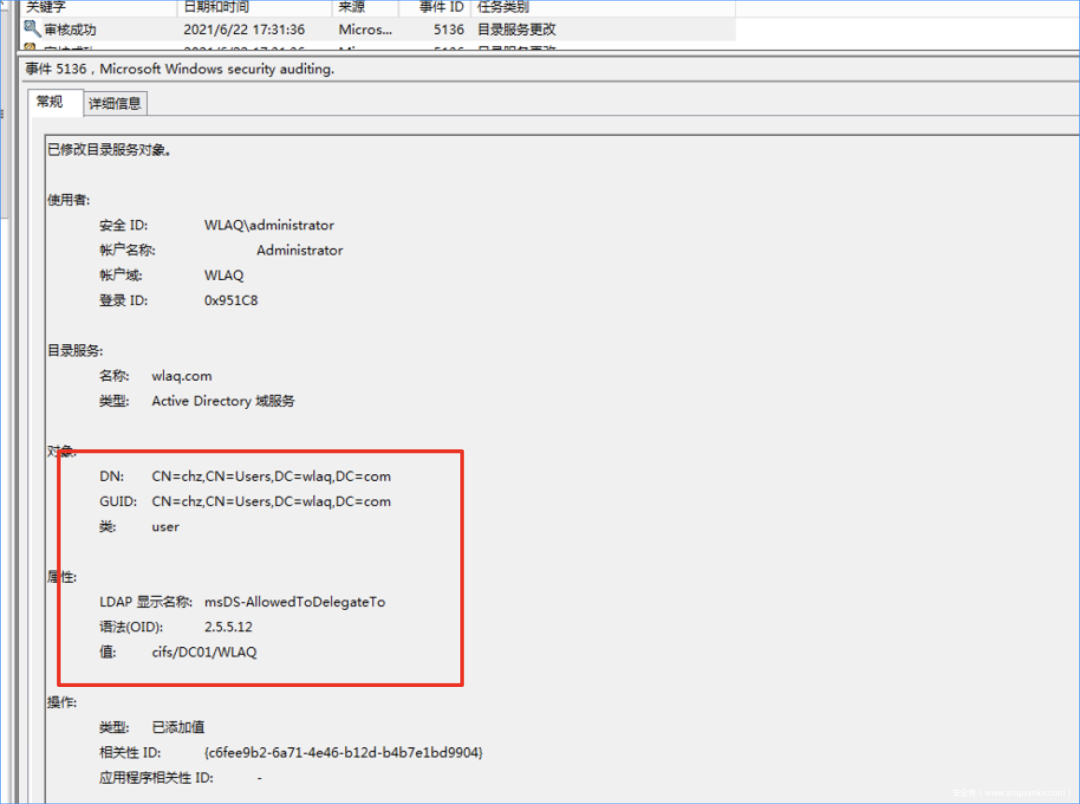 关键字 日期和时间 来源 事件 ID 任务类别
审核成功 2021/6/22 17:31:36 Micros... 5136 目录服务更改
事件 5136，Microsoft Windows security auditing.
常规 详细信息
已修改目录服务对象。
使用者:
安全 ID: WLAQ\administrator
帐户名称: Administrator
帐户域: WLAQ
登录 ID: 0x951C8
目录服务:
名称: wlaq.com
类型: Active Directory 域服务
对象:
DN: CN=chz,CN=Users,DC=wlaq,DC=com
GUID: CN=chz,CN=Users,DC=wlaq,DC=com
类: user
属性:
LDAP 显示名称: msDS-AllowedToDelegateTo
语法(OID): 2.5.5.12
值: cifs/DC01/WLAQ
操作:
类型: 已添加值
相关性 ID: {c6fee9b2-6a71-4e46-b12d-b4b7e1bd9904}
应用程序相关性 ID: -